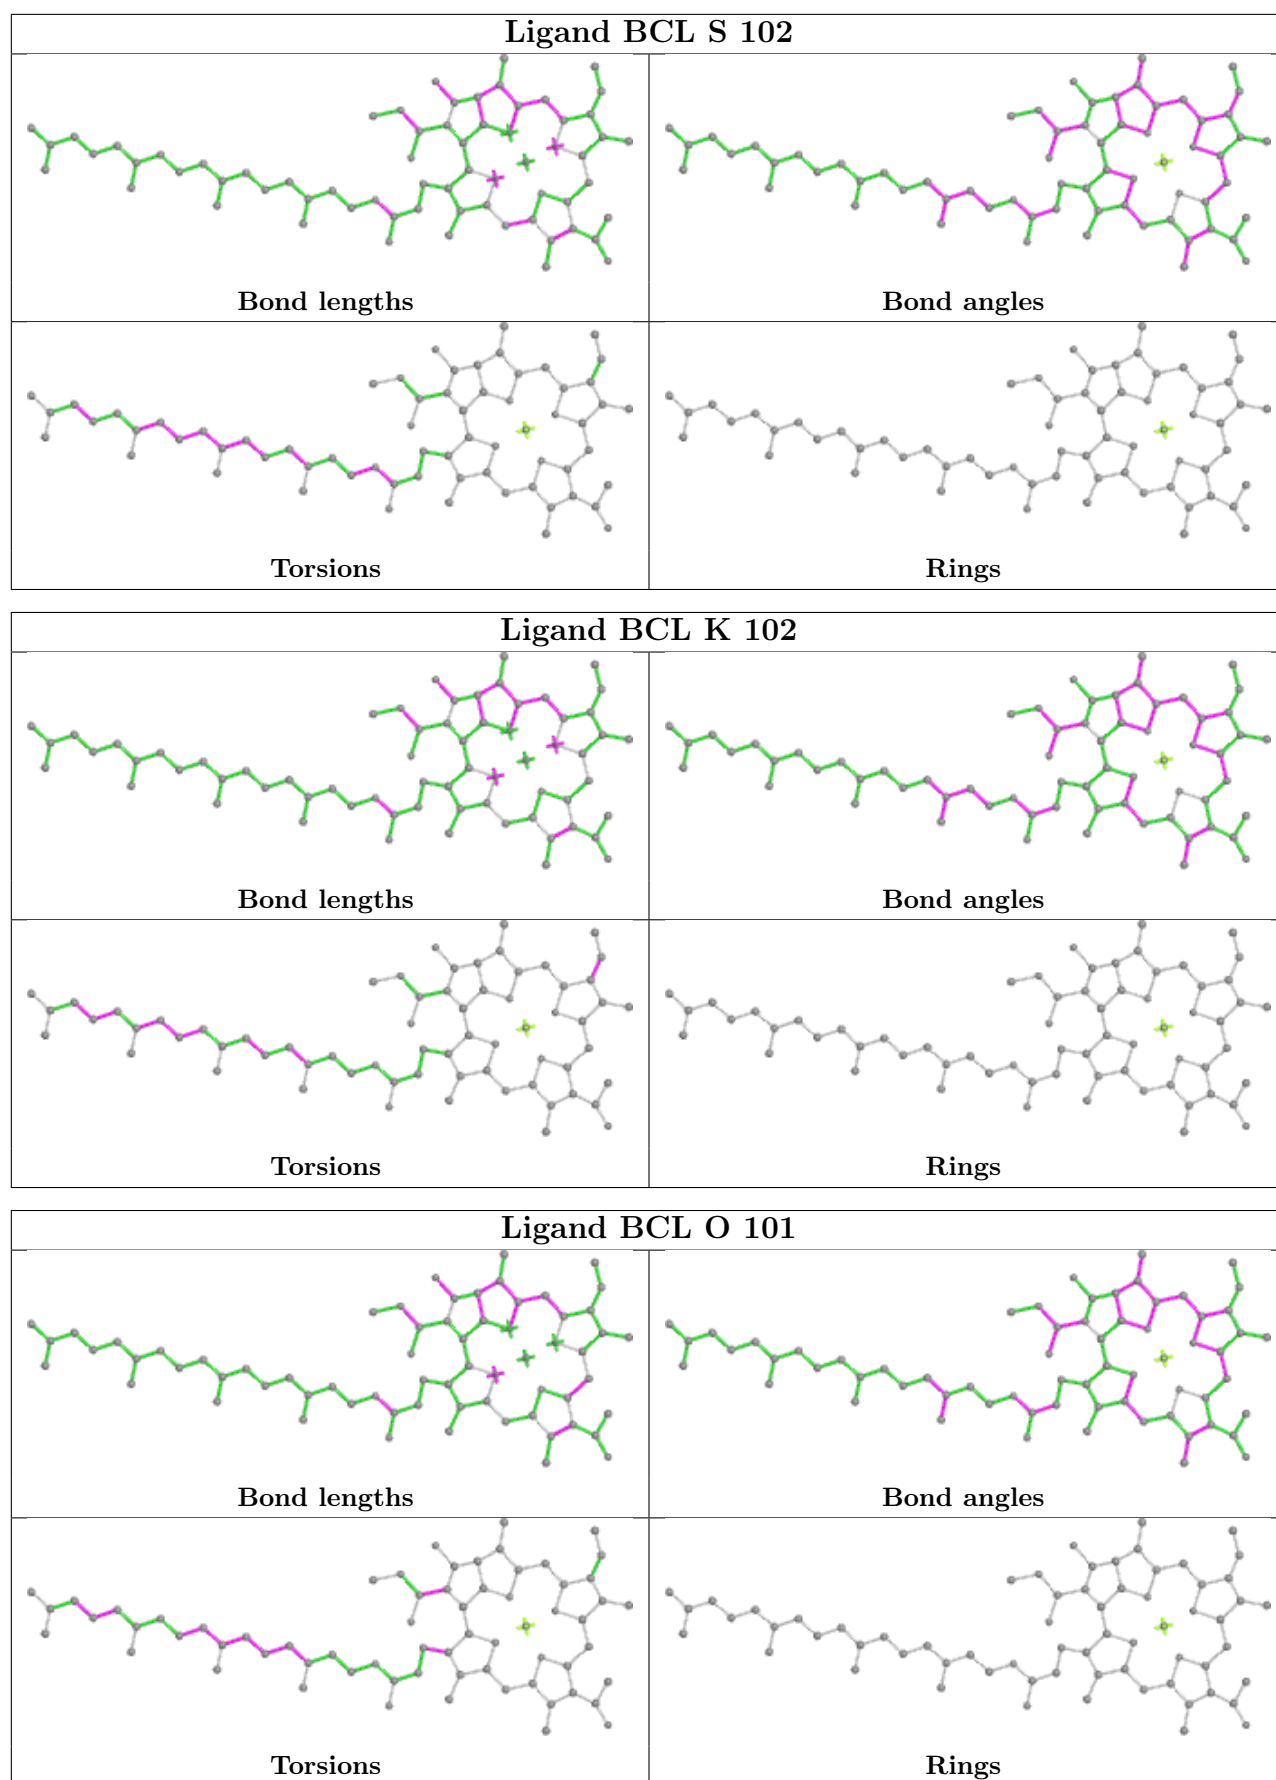 Ligand BCL S 102
Bond lengths
Bond angles
Torsions
Rings
Ligand BCL K 102
Bond lengths
Bond angles
Torsions
Rings
Ligand BCL O 101
Bond lengths
Bond angles
Torsions
Rings